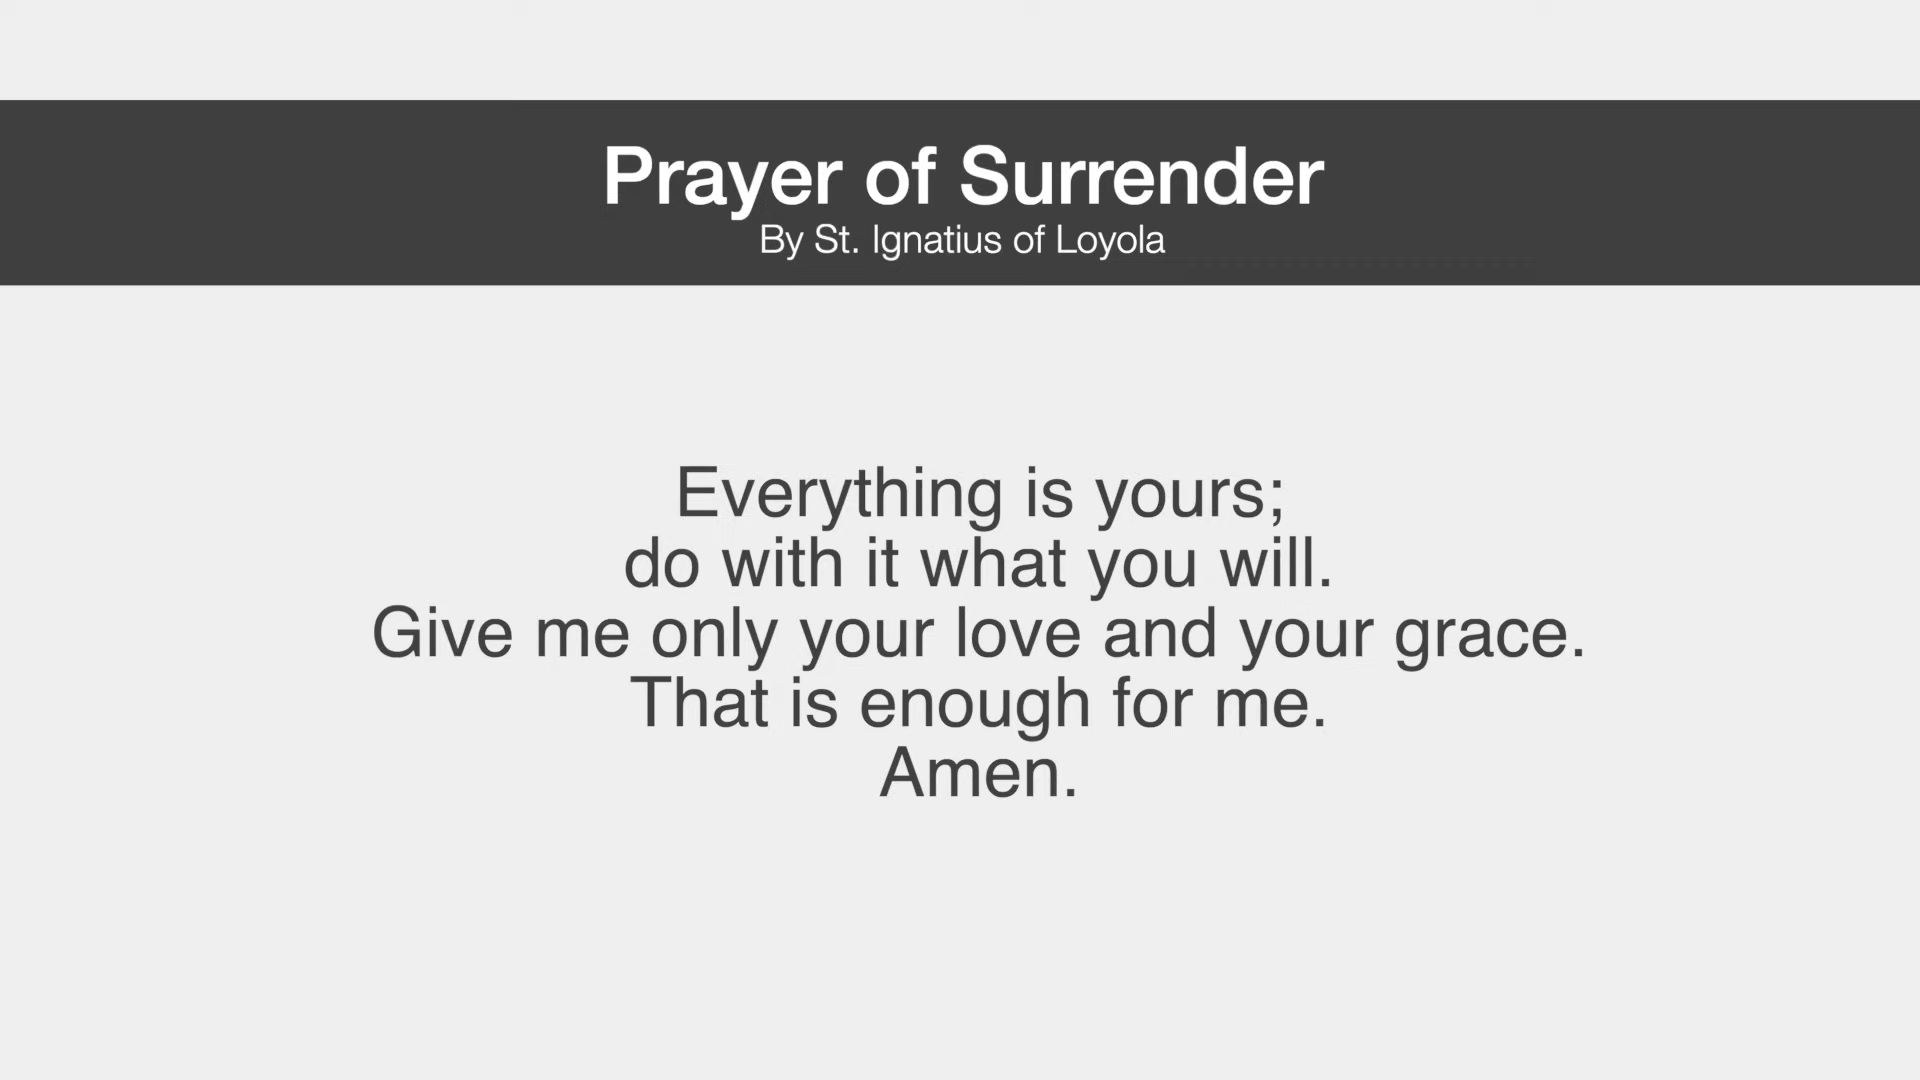 Prayer of Surrender
By St. Ignatius of Loyola
Everything is yours;
do with it what you will.
Give me only your love and your grace.
That is enough for me.
Amen.